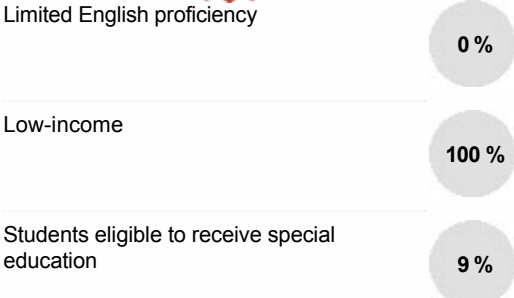 Limited English proficiency
0 %
Low-income
100 %
Students eligible to receive special
education
9 %